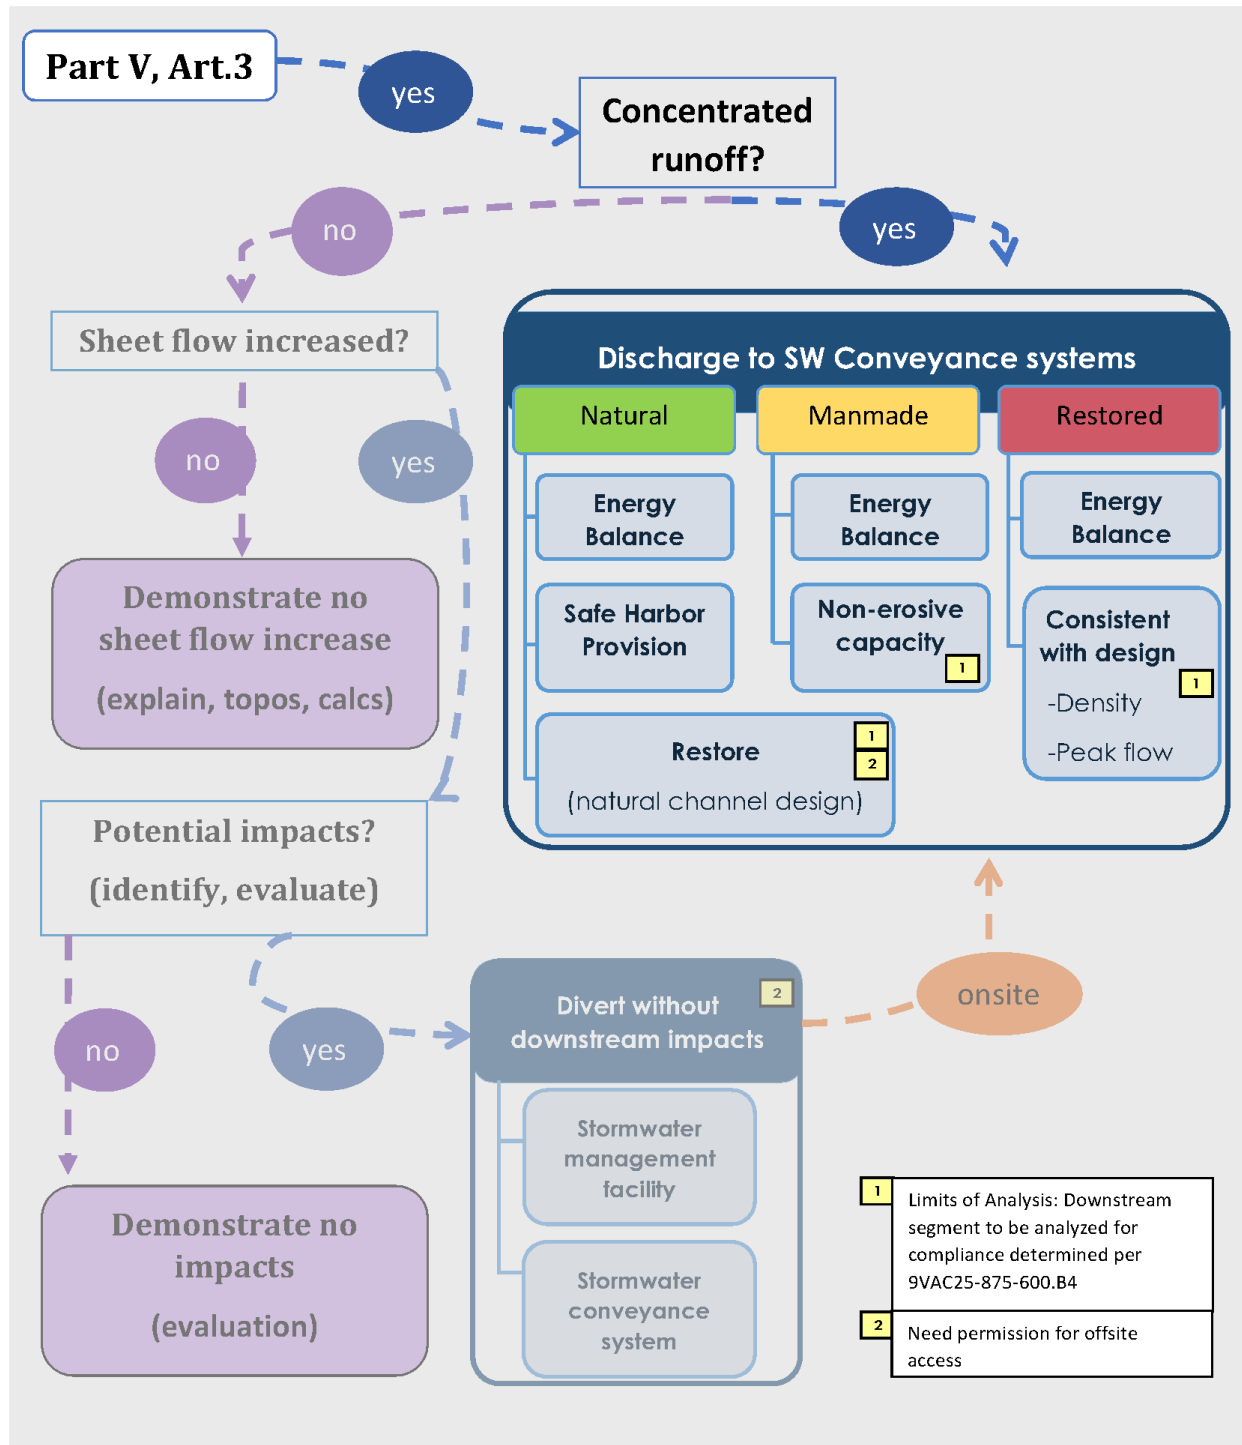 Part V, Art.3
yes
Concentrated
runoff?
no
yes
Sheet flow increased?
no
yes
Demonstrate no
sheet flow increase
(explain, topos, calcs)
Potential impacts?
(identify, evaluate)
no
yes
Demonstrate no
impacts
(evaluation)
Discharge to SW Conveyance systems
Natural
Energy
Balance
Safe Harbor
Provision
Restore
1
2
(natural channel design)
Manmade
Energy
Balance
Non-erosive
capacity
1
Restored
Energy
Balance
Consistent
with design
1
-Density
-Peak flow
onsite
Divert without
downstream impacts
2
Stormwater
management
facility
Stormwater
conveyance
system
1
Limits of Analysis: Downstream
segment to be analyzed for
compliance determined per
9VAC25-875-600.B4
2
Need permission for offsite
access